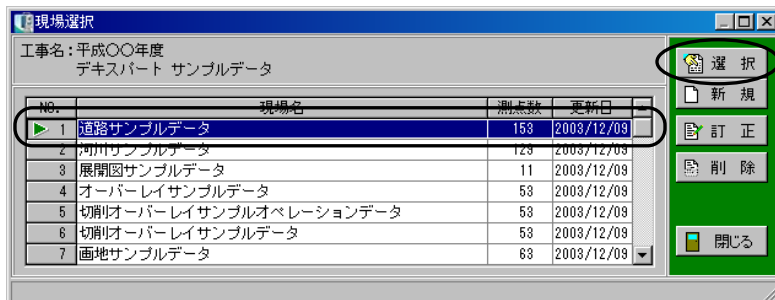 現場選択
工事名：平成〇〇年度
デキスパート サンプルデータ
NO. 現場名 測点数 更新日
1 道路サンプルデータ 153 2003/12/09
2 河川サンプルデータ 129 2003/12/09
3 展開図サンプルデータ 11 2003/12/09
4 オーバーレイサンプルデータ 53 2003/12/09
5 切削オーバーレイサンプルオペレーションデータ 53 2003/12/09
6 切削オーバーレイサンプルデータ 53 2003/12/09
7 画地サンプルデータ 63 2003/12/09
選 択
新 規
訂 正
削 除
閉じる